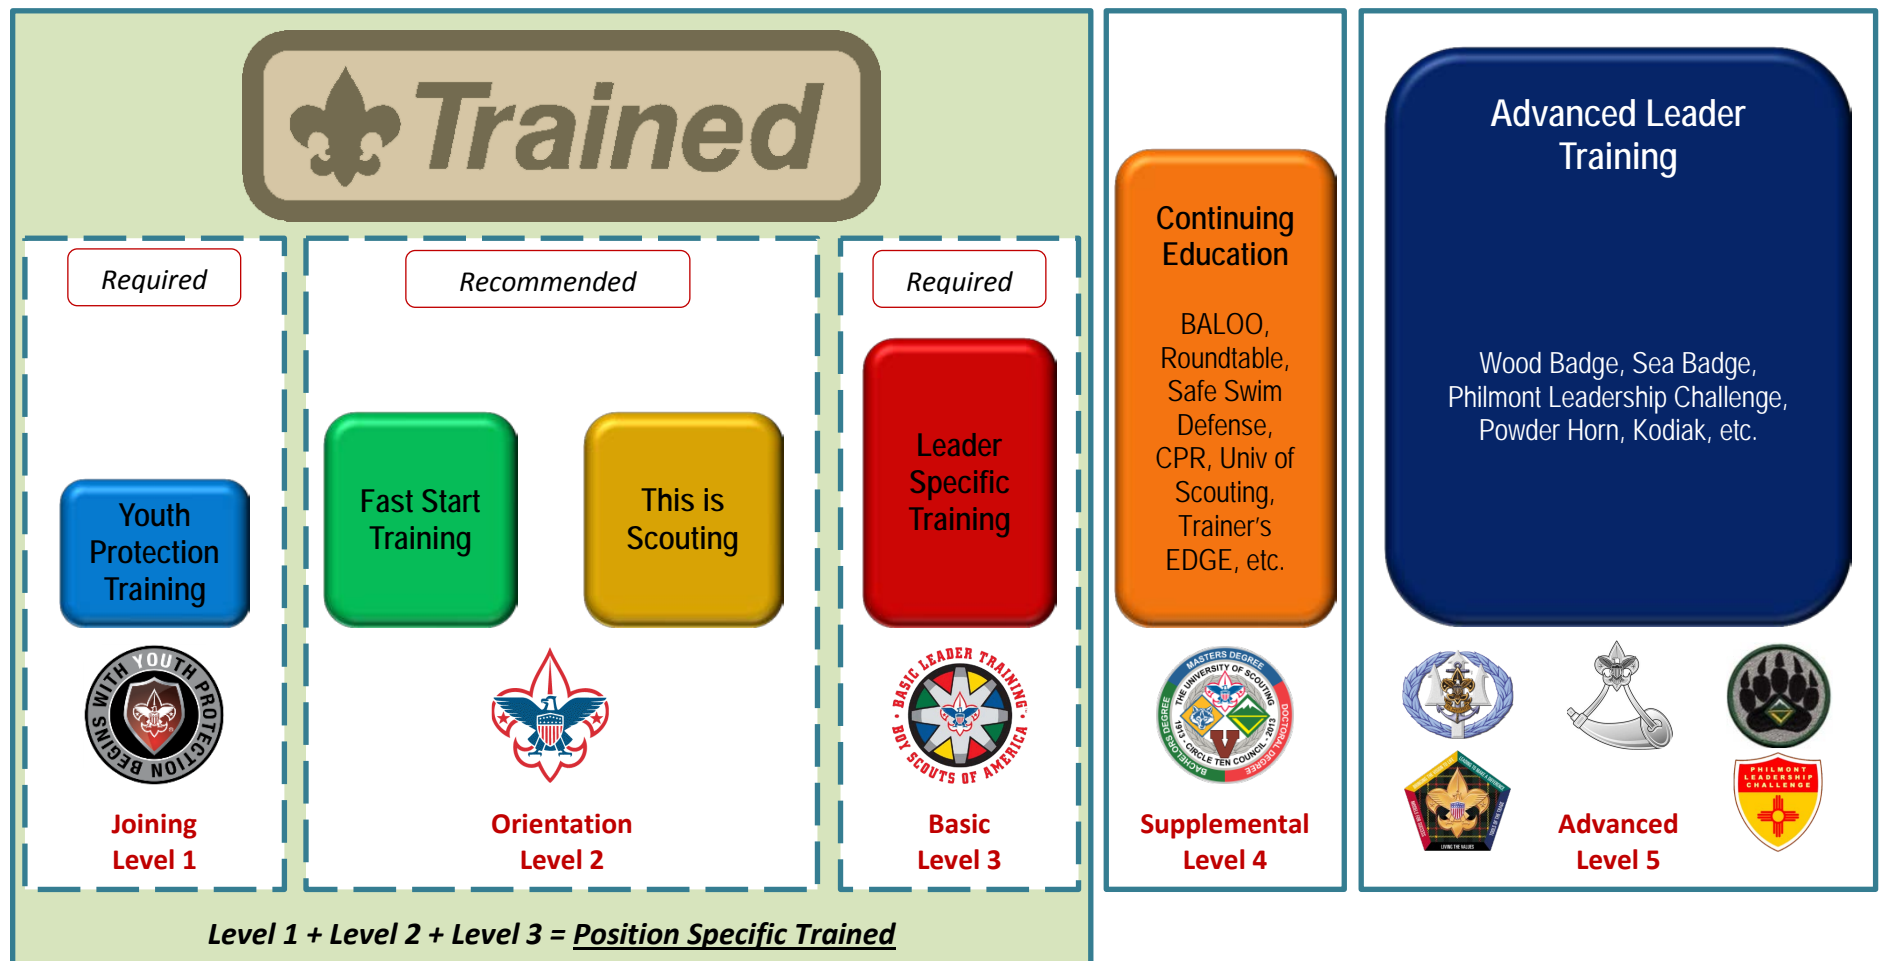 Trained
Required
Recommended
Required
Youth
Protection
Training
Fast Start
Training
This is
Scouting
Leader
Specific
Training
Continuing
Education
BALOO,
Roundtable,
Safe Swim
Defense,
CPR, Univ of
Scouting,
Trainer's
EDGE, etc.
Advanced Leader
Training
Wood Badge, Sea Badge,
Philmont Leadership Challenge,
Powder Horn, Kodiak, etc.
YOUTH PROTECTION BEGINS WITH
BASIC LEADER TRAINING
BOY SCOUTS OF AMERICA
MASTERS DEGREE
BACHELORS DEGREE
DOCTORAL DEGREE
THE UNIVERSITY OF SCOUTING
1913 - CIRCLE TEN COUNCIL - 2013
V
LIVING THE VALUES
PHILMONT
LEADERSHIP
CHALLENGE
Joining
Level 1
Orientation
Level 2
Basic
Level 3
Supplemental
Level 4
Advanced
Level 5
Level 1 + Level 2 + Level 3 = Position Specific Trained